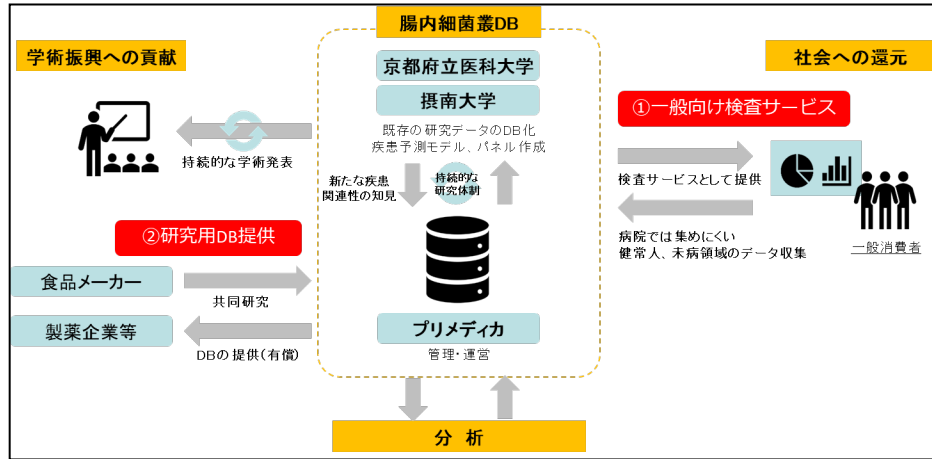 腸内細菌叢DB
学術振興への貢献
社会への還元
京都府立医科大学
摂南大学
既存の研究データのDB化
疾患予測モデル、パネル作成
持続的な学術発表
新たな疾患
関連性の知見
持続的な
研究体制
①一般向け検査サービス
検査サービスとして提供
病院では集めにくい
健常人、未病領域のデータ収集
一般消費者
②研究用DB提供
食品メーカー
共同研究
製薬企業等
DBの提供(有償)
プリメディカ
管理・運営
分 析